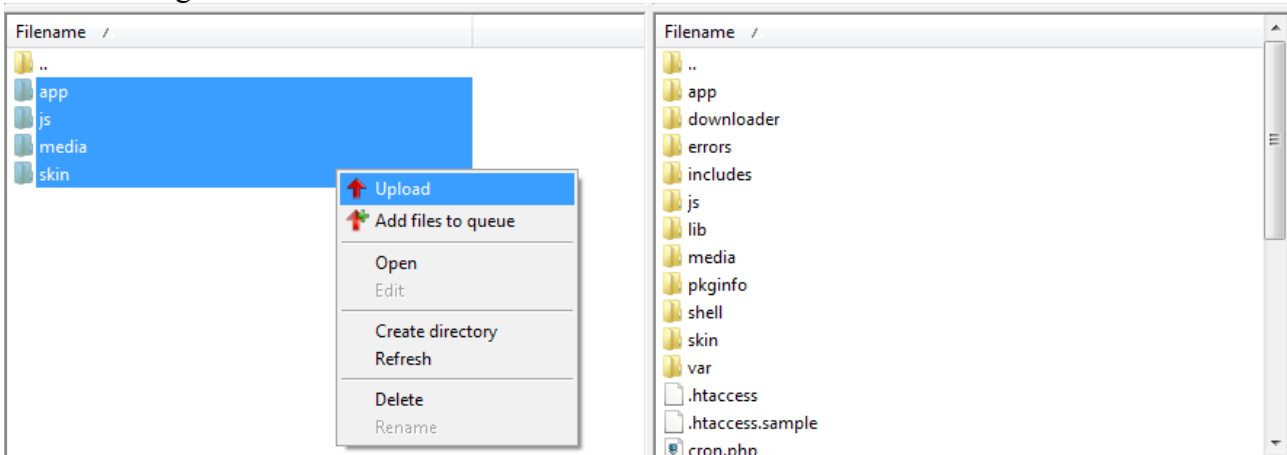 Filename /
..
app
js
media
skin
Upload
Add files to queue
Open
Edit
Create directory
Refresh
Delete
Rename
Filename /
..
app
downloader
errors
includes
js
lib
media
pkginfo
shell
skin
var
.htaccess
.htaccess.sample
cron.php